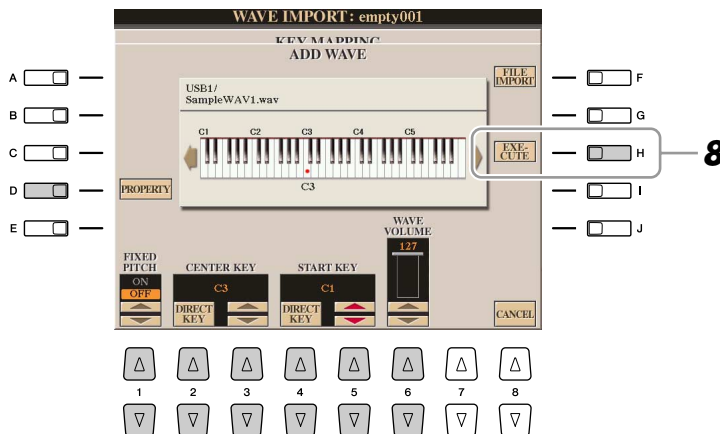 WAVE IMPORT: empty001
KEY MAPPING
ADD WAVE
A
B
C
D
E
USB1/
SampleWAV1.wav
C1 C2 C3 C4 C5
C3
PROPERTY
FILE
IMPORT
EXE-
CUTE
F
G
H
I
J
8
FIXED
PITCH
ON
OFF
CENTER KEY
C3
DIRECT
KEY
START KEY
C1
DIRECT
KEY
WAVE
VOLUME
127
CANCEL
1 2 3 4 5 6 7 8